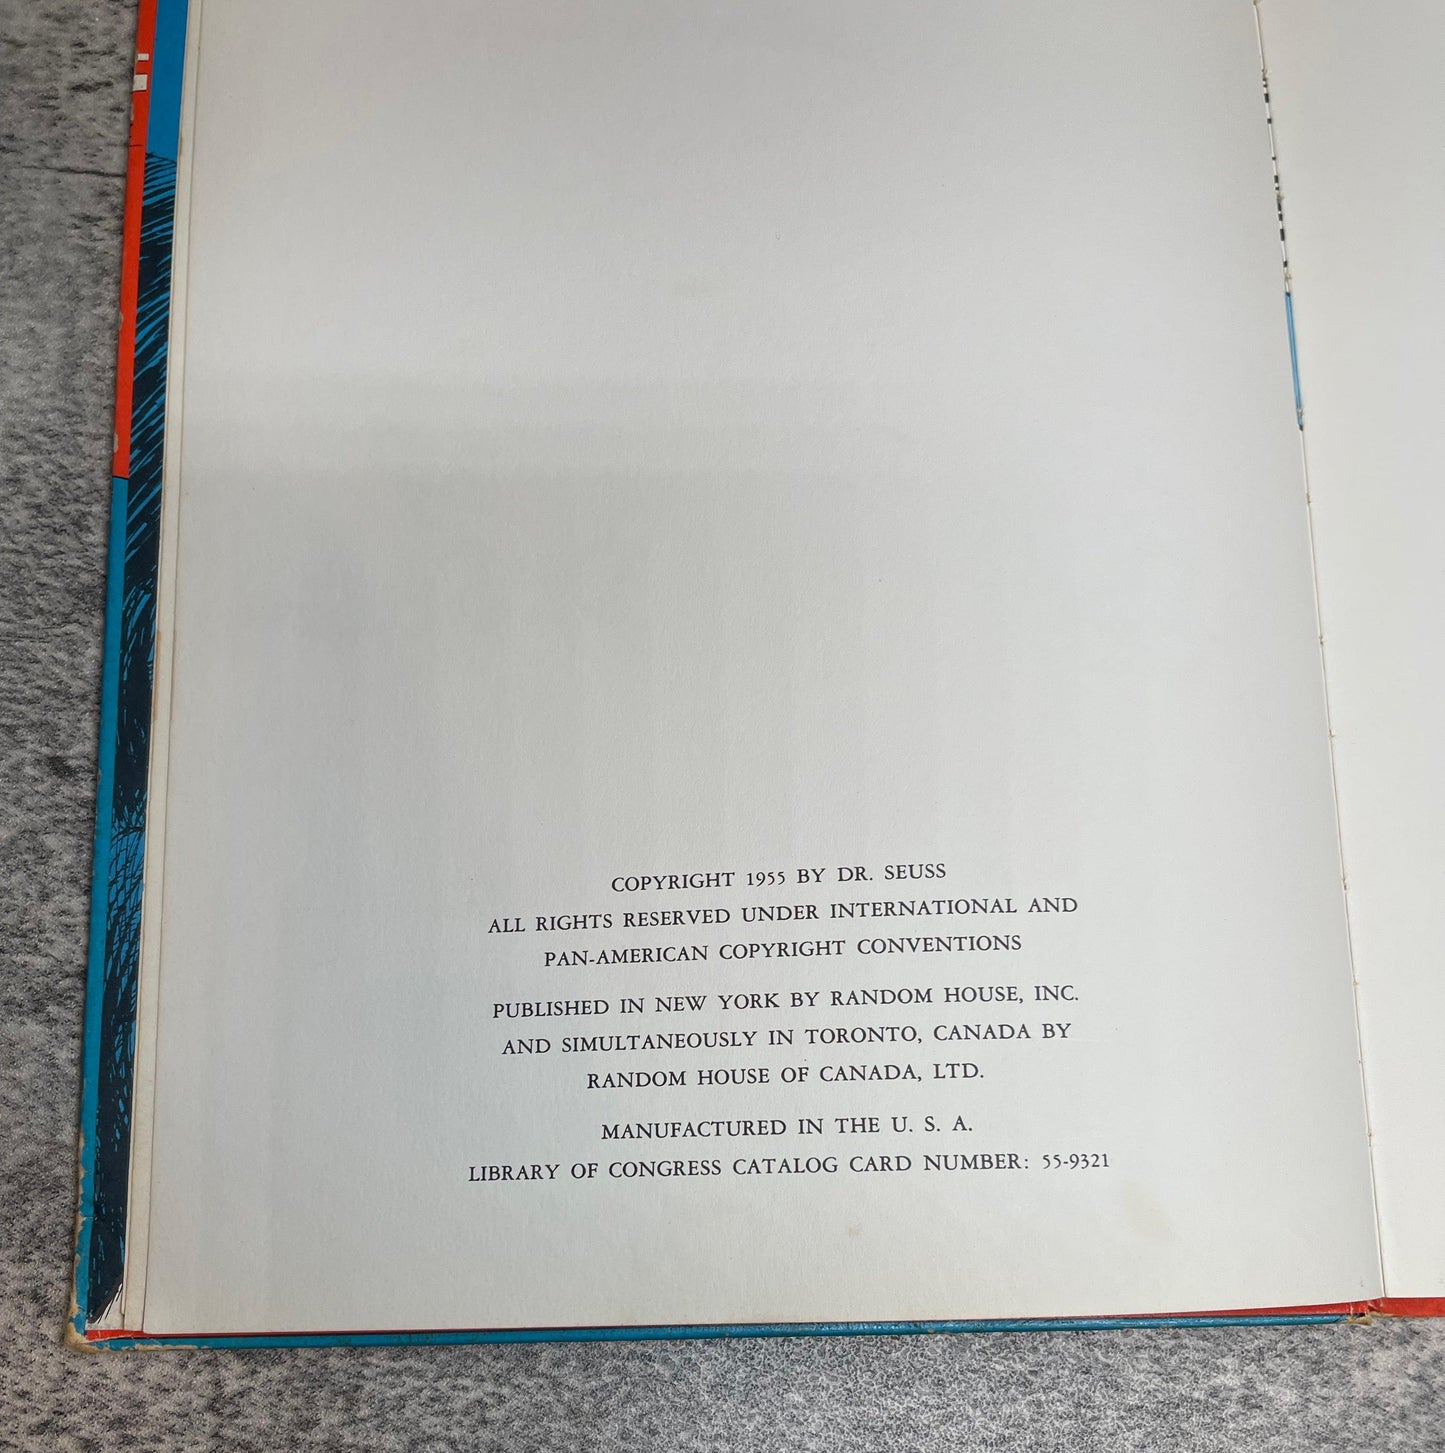 COPYRIGHT 1955 BY DR. SEUSS
ALL RIGHTS RESERVED UNDER INTERNATIONAL AND
PAN-AMERICAN COPYRIGHT CONVENTIONS
PUBLISHED IN NEW YORK BY RANDOM HOUSE, INC.
AND SIMULTANEOUSLY IN TORONTO, CANADA BY
RANDOM HOUSE OF CANADA, LTD.
MANUFACTURED IN THE U. S. A.
LIBRARY OF CONGRESS CATALOG CARD NUMBER: 55-9321